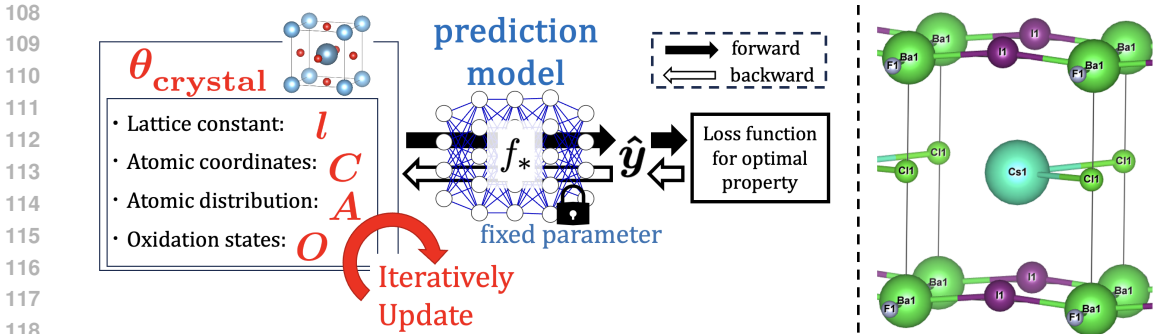 108
109
110
111
112
113
114
115
116
117
118
θcrystal
・Lattice constant: l
・Atomic coordinates: C
・Atomic distribution: A
・Oxidation states: O
Iteratively
Update
prediction
model
f*
fixed parameter
ŷ
forward
backward
Loss function
for optimal
property
Ba1
I1
Ba1
F1
Ba1
I1
Ba1
F1
Cl1
Cl1
Cs1
Cl1
Cl1
Ba1
I1
Ba1
F1
Ba1
I1
Ba1
F1